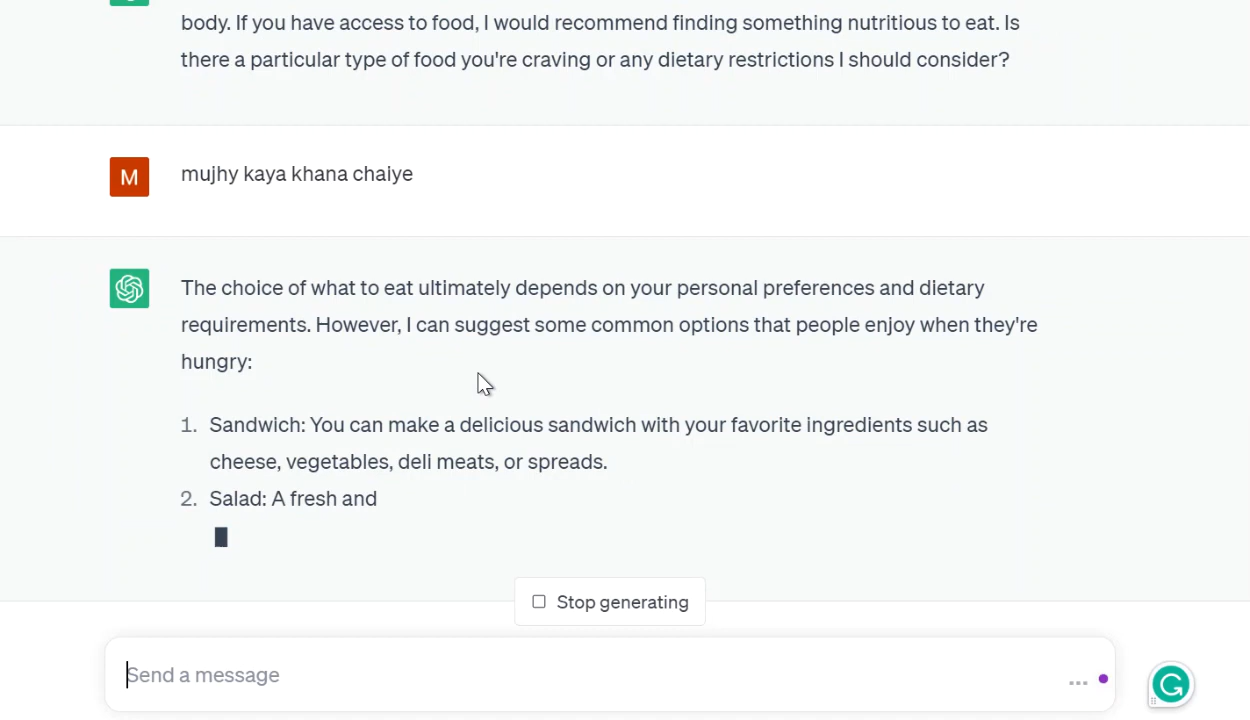 body. If you have access to food, I would recommend finding something nutritious to eat. Is
there a particular type of food you're craving or any dietary restrictions I should consider?
M
mujhy kaya khana chaiye
The choice of what to eat ultimately depends on your personal preferences and dietary
requirements. However, I can suggest some common options that people enjoy when they're
hungry:
1. Sandwich: You can make a delicious sandwich with your favorite ingredients such as
cheese, vegetables, deli meats, or spreads.
2. Salad: A fresh and
Stop generating
Send a message